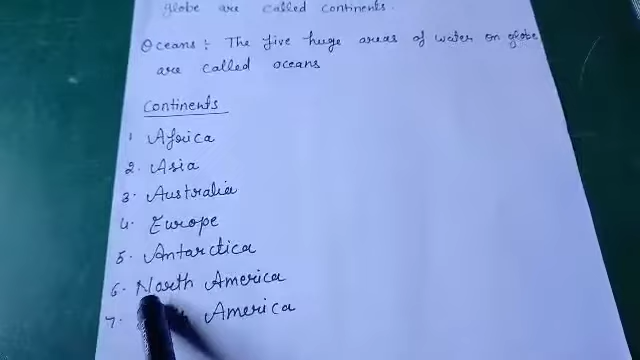 globe are called continents.
Oceans :- The five huge areas of water on globe
are called oceans
Continents
1. Africa
2. Asia
3. Australia
4. Europe
5. Antarctica
6. North America
7. America